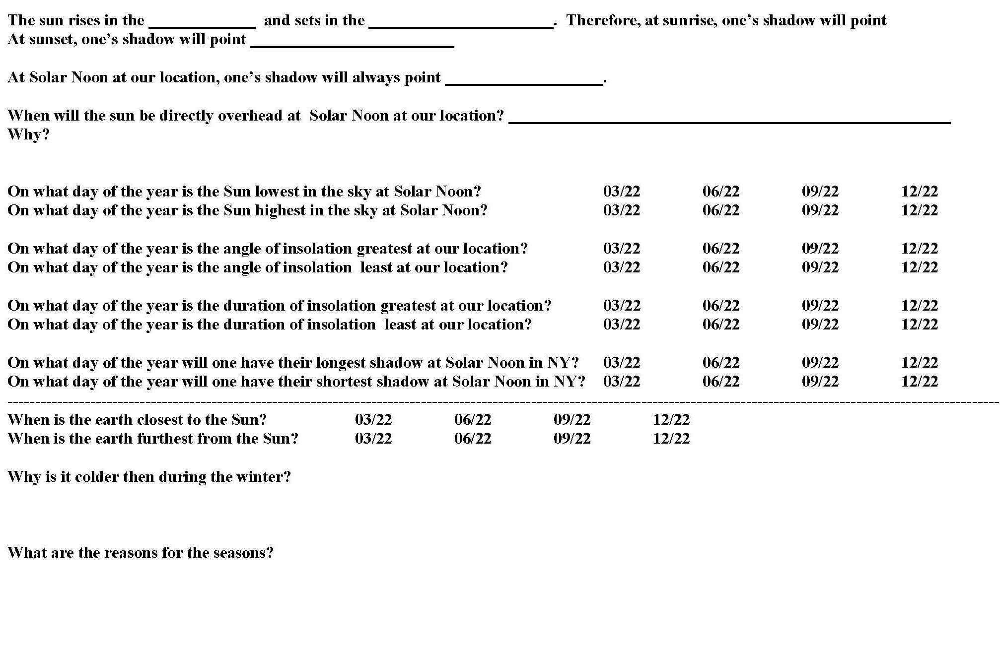 The sun rises in the _____________ and sets in the _______________________. Therefore, at sunrise, one’s shadow will point
At sunset, one’s shadow will point _________________________
At Solar Noon at our location, one’s shadow will always point ___________________.
When will the sun be directly overhead at Solar Noon at our location? ______________________________________________________
Why?
On what day of the year is the Sun lowest in the sky at Solar Noon? 03/22 06/22 09/22 12/22
On what day of the year is the Sun highest in the sky at Solar Noon? 03/22 06/22 09/22 12/22
On what day of the year is the angle of insolation greatest at our location? 03/22 06/22 09/22 12/22
On what day of the year is the angle of insolation least at our location? 03/22 06/22 09/22 12/22
On what day of the year is the duration of insolation greatest at our location? 03/22 06/22 09/22 12/22
On what day of the year is the duration of insolation least at our location? 03/22 06/22 09/22 12/22
On what day of the year will one have their longest shadow at Solar Noon in NY? 03/22 06/22 09/22 12/22
On what day of the year will one have their shortest shadow at Solar Noon in NY? 03/22 06/22 09/22 12/22
When is the earth closest to the Sun? 03/22 06/22 09/22 12/22
When is the earth furthest from the Sun? 03/22 06/22 09/22 12/22
Why is it colder then during the winter?
What are the reasons for the seasons?